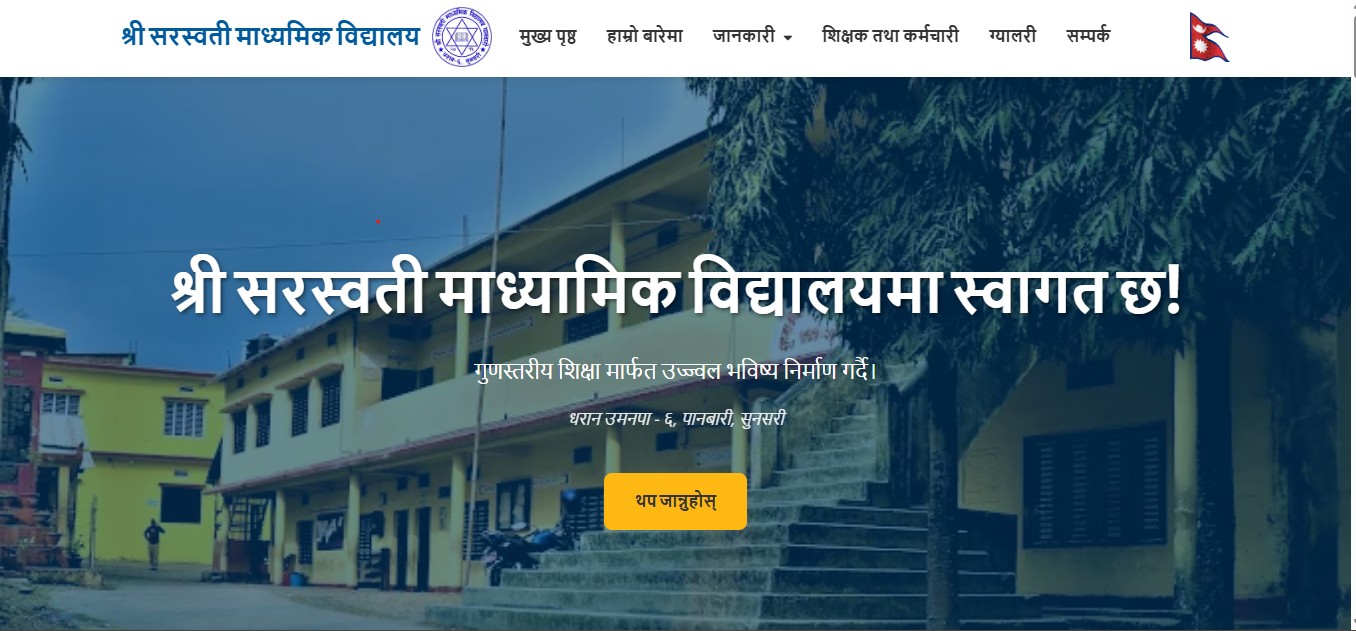 श्री सरस्वती माध्यमिक विद्यालय
मुख्य पृष्ठ
हाम्रो बारेमा
जानकारी
शिक्षक तथा कर्मचारी
ग्यालरी
सम्पर्क
श्री सरस्वती माध्यामिक विद्यालयमा स्वागत छ!
गुणस्तरीय शिक्षा मार्फत उज्ज्वल भविष्य निर्माण गर्दै।
धरान उमनपा - ६, पानबारी, सुनसरी
थप जान्नुहोस्